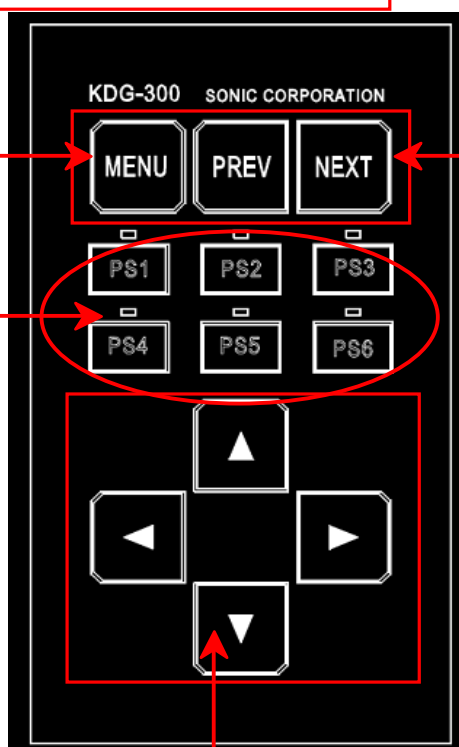 KDG-300 SONIC CORPORATION
MENU PREV NEXT
PS1 PS2 PS3
PS4 PS5 PS6